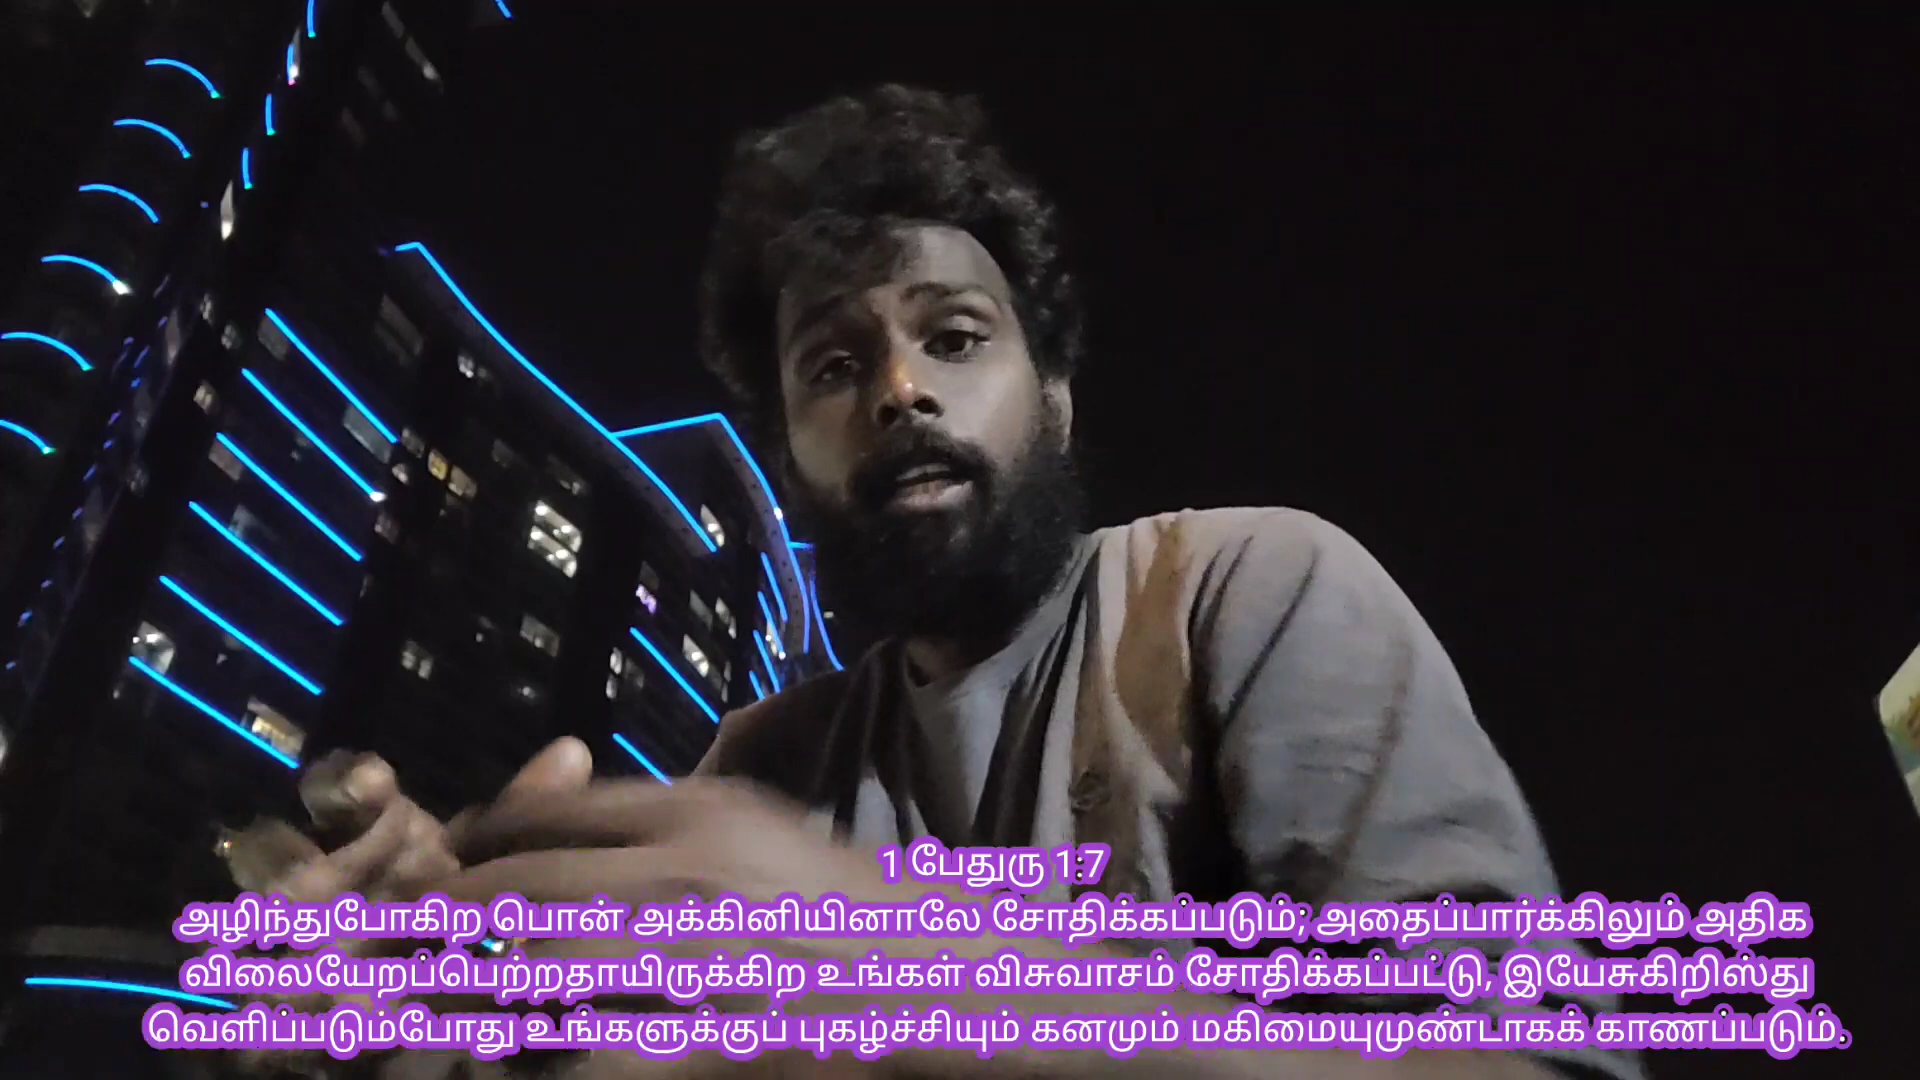 1 பேதுரு 1:7
அழிந்துபோகிற பொன் அக்கினியினாலே சோதிக்கப்படும்; அதைப்பார்க்கிலும் அதிக
விலையேறப்பெற்றதாயிருக்கிற உங்கள் விசுவாசம் சோதிக்கப்பட்டு, இயேசுகிறிஸ்து
வெளிப்படும்போது உங்களுக்குப் புகழ்ச்சியும் கனமும் மகிமையுமுண்டாகக் காணப்படும்.